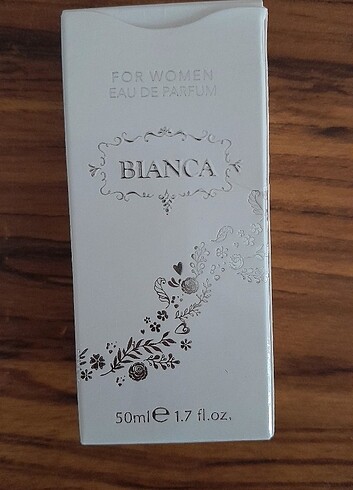 FOR WOMEN
EAU DE PARFUM
BIANCA
50ml℮ 1.7 fl.oz.